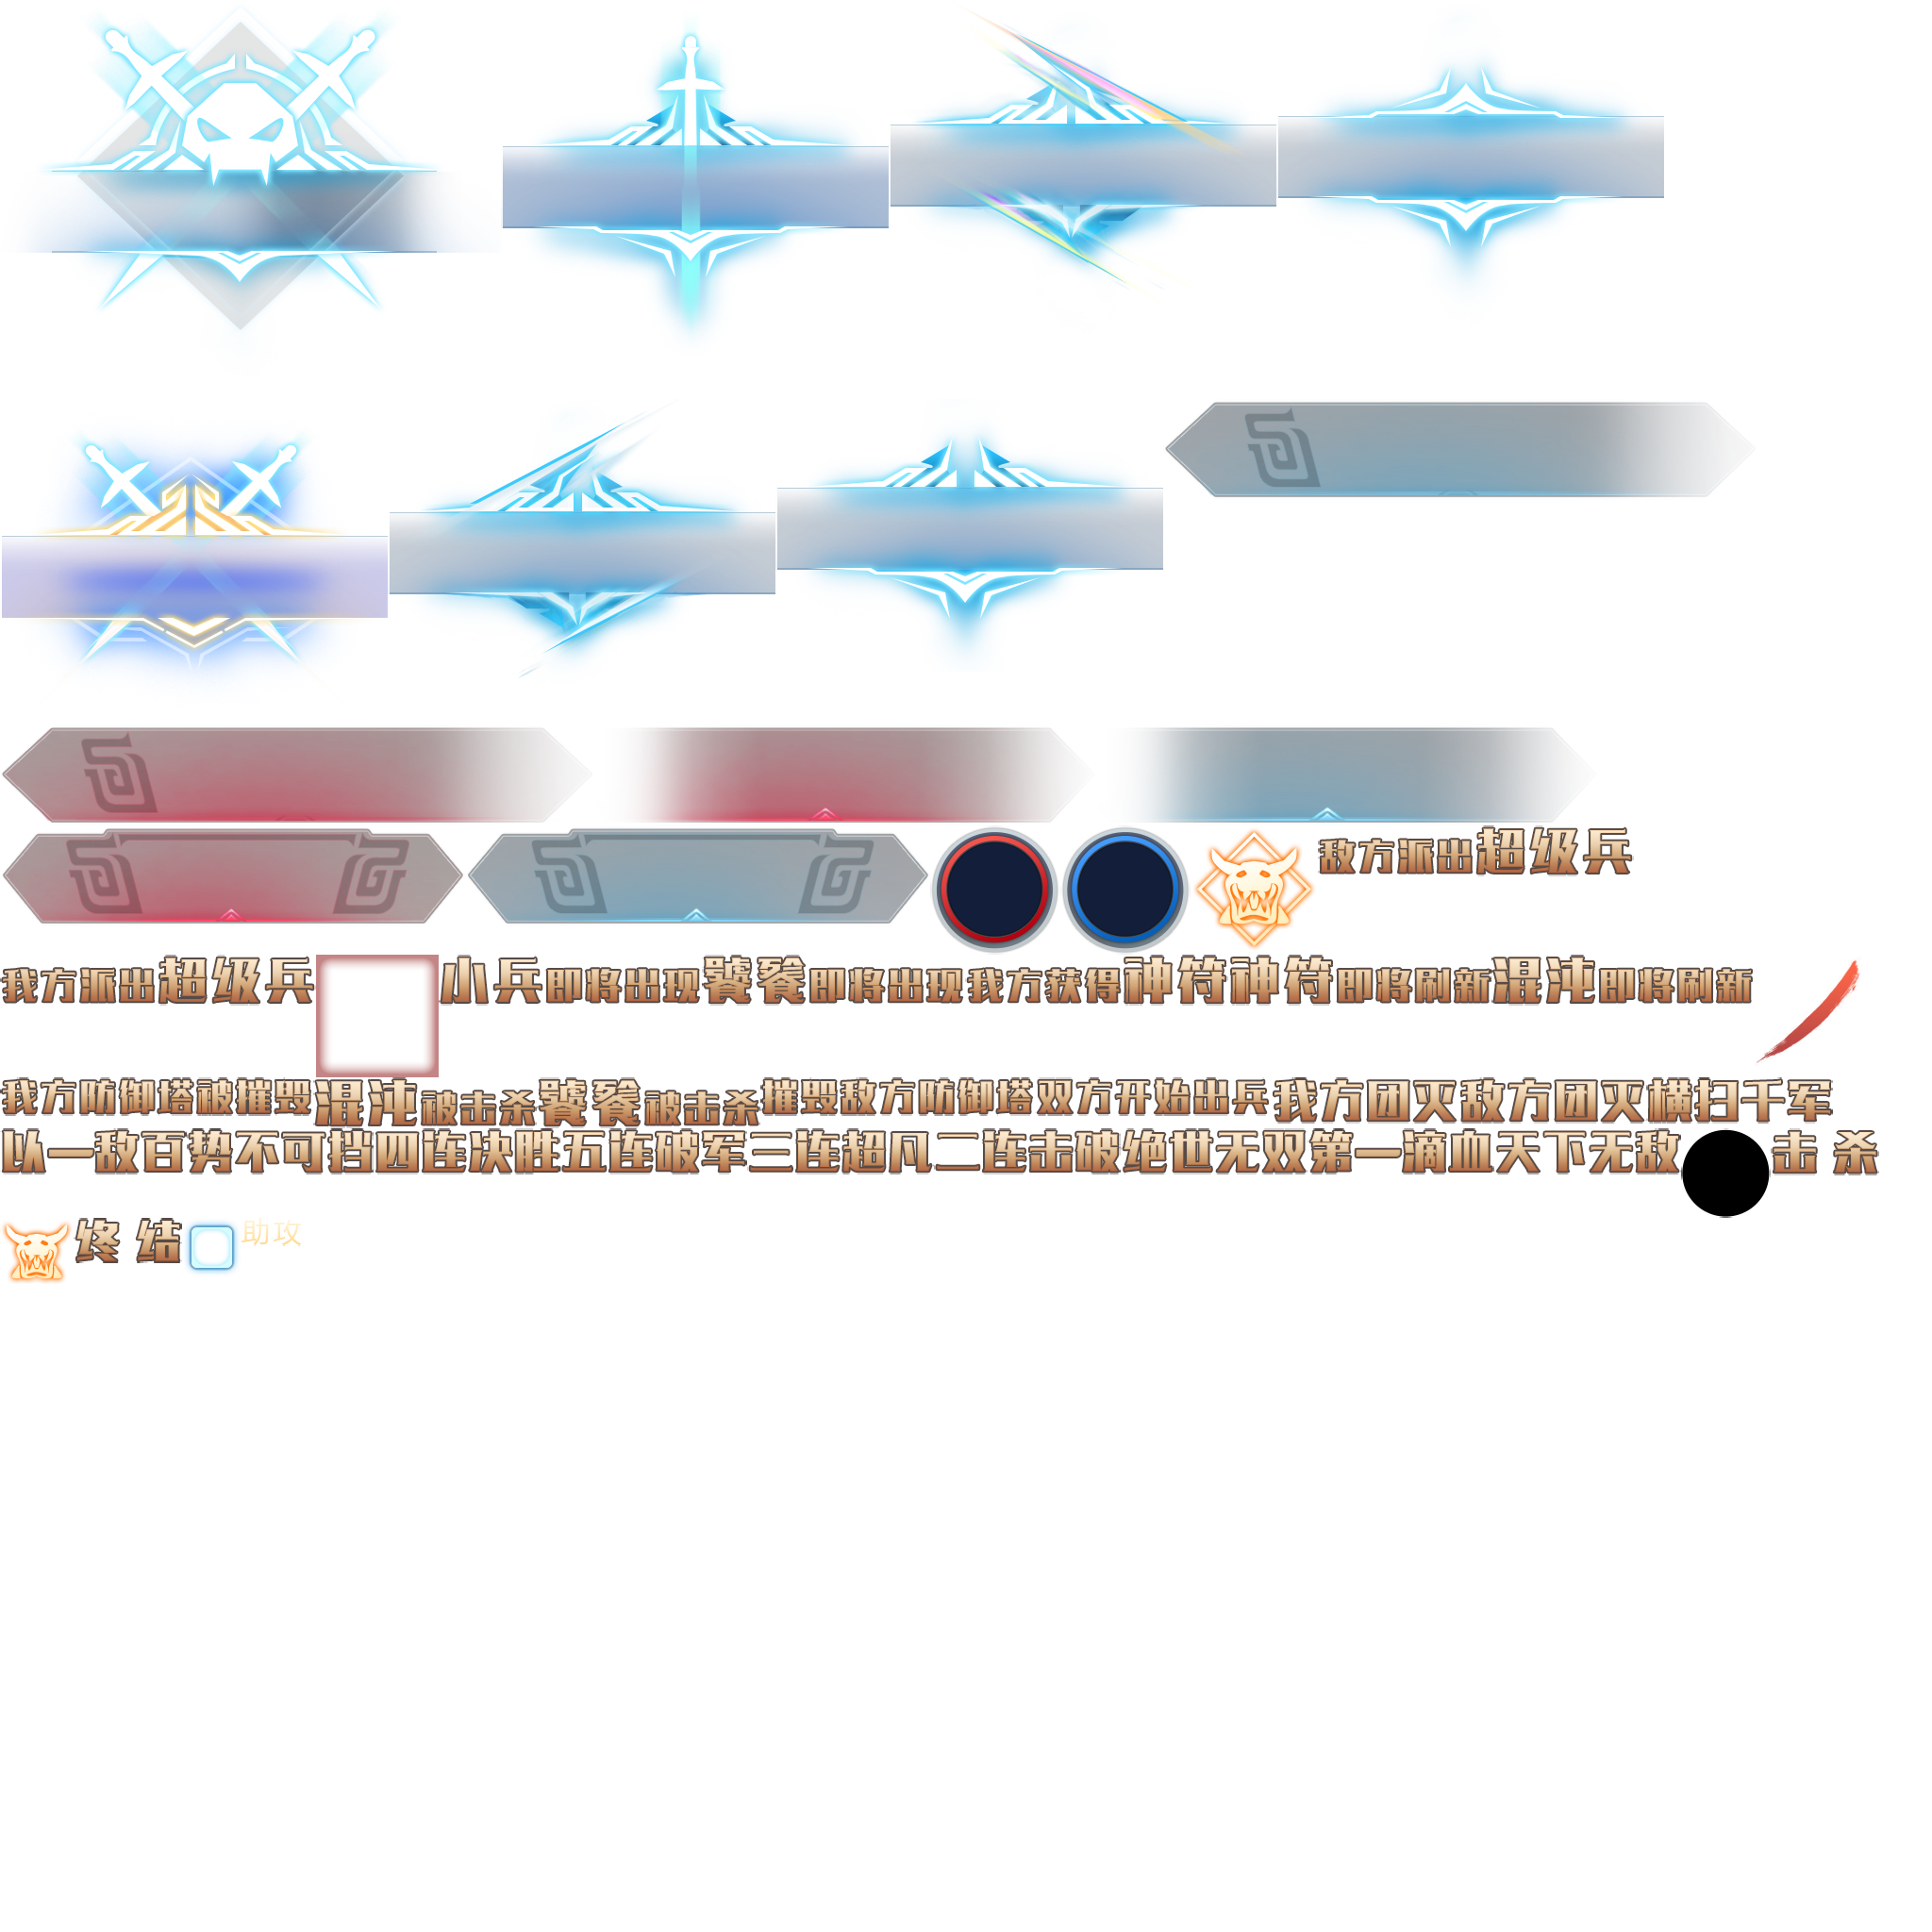 敌方派出超级兵
我方派出超级兵 小兵即将出现饕餮即将出现我方获得神符神符即将刷新混沌即将刷新
我方防御塔被摧毁混沌被击杀饕餮被击杀摧毁敌方防御塔双方开始出兵我方团灭敌方团灭横扫千军
以一敌百势不可挡四连决胜五连破军三连超凡二连击破绝世无双第一滴血天下无敌 击 杀
终 结 助攻